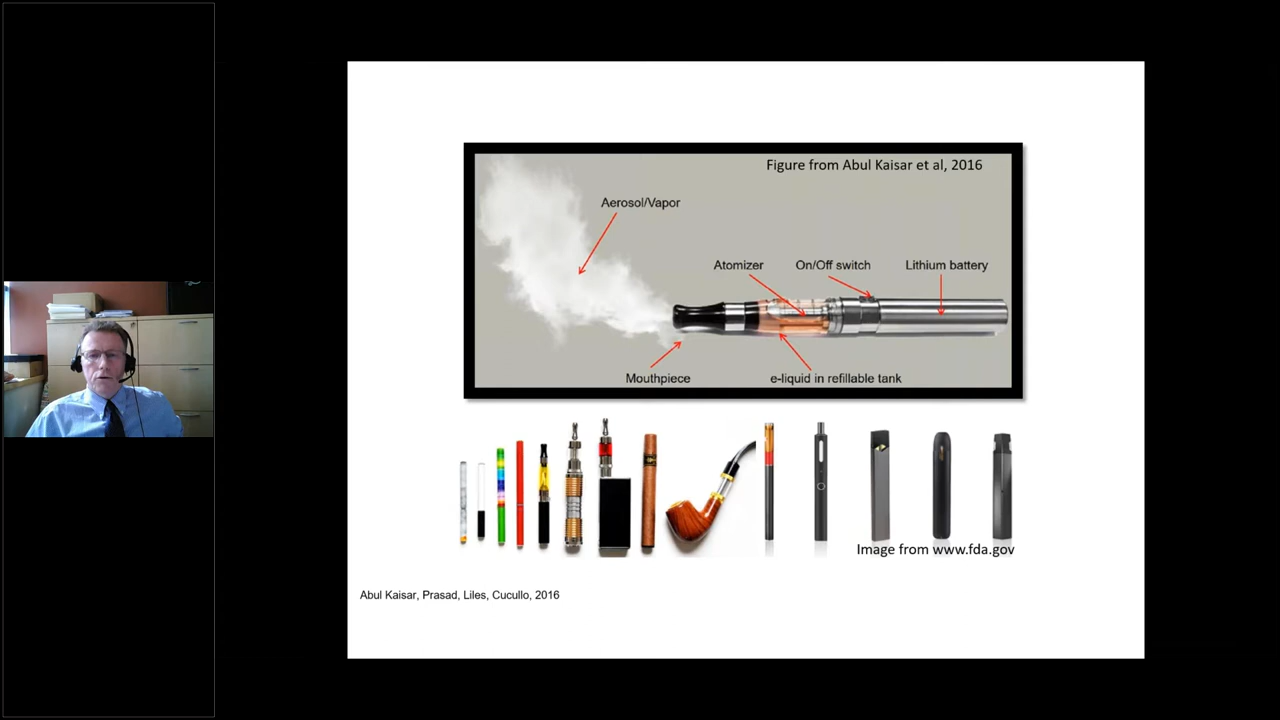 Figure from Abul Kaisar et al, 2016
Aerosol/Vapor
Atomizer
On/Off switch
Lithium battery
Mouthpiece
e-liquid in refillable tank
Image from www.fda.gov
Abul Kaisar, Prasad, Liles, Cucullo, 2016